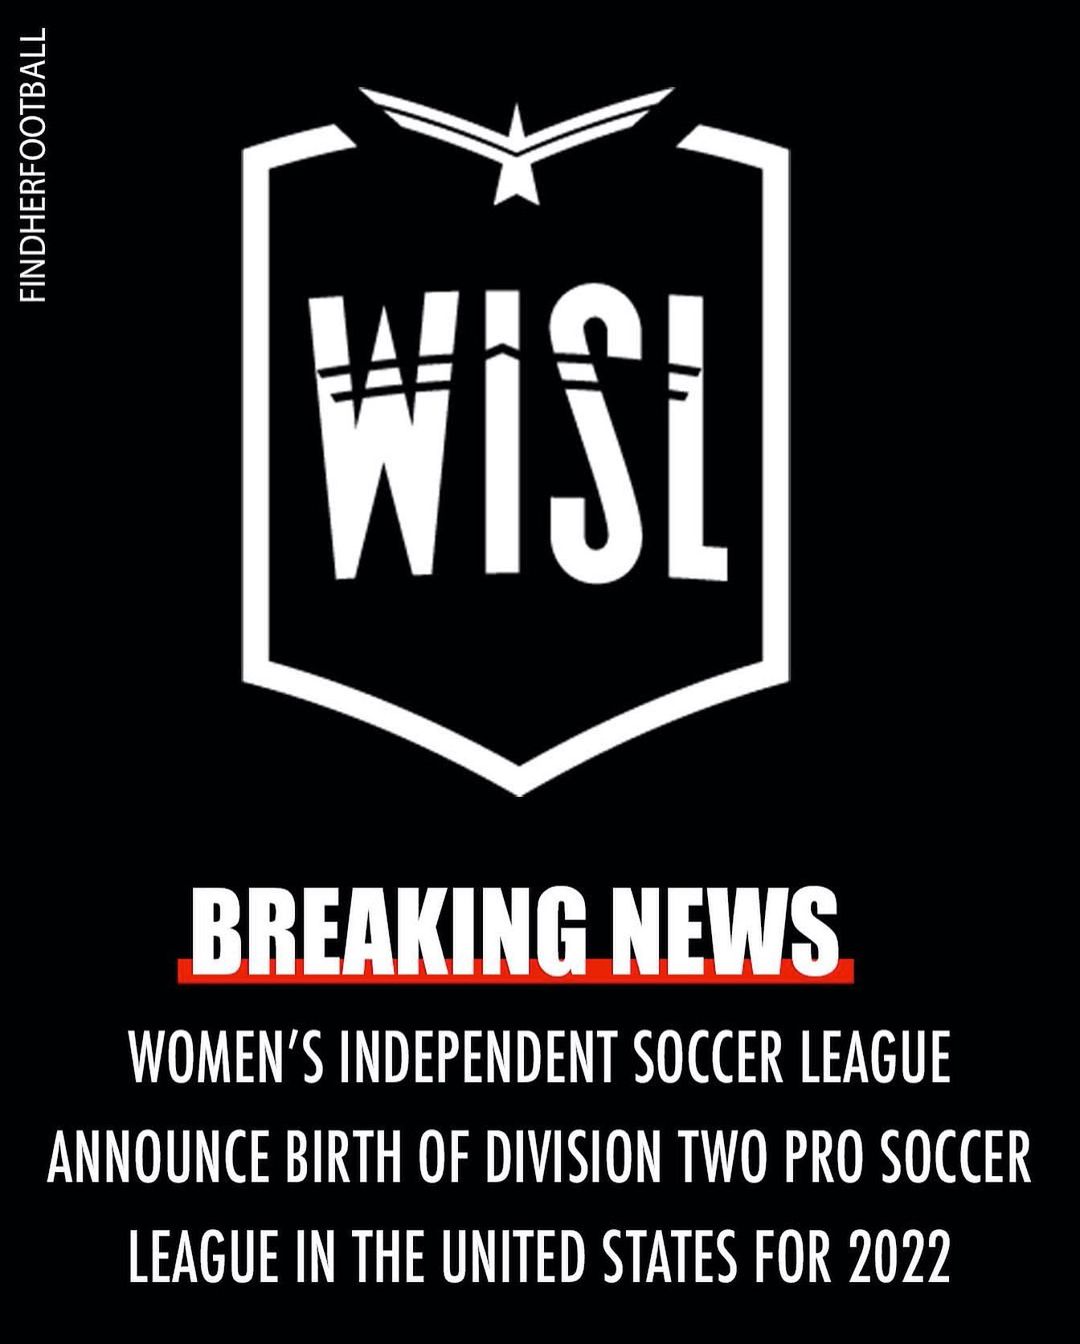 FINDHERFOOTBALL
WISL
BREAKING NEWS
WOMEN’S INDEPENDENT SOCCER LEAGUE
ANNOUNCE BIRTH OF DIVISION TWO PRO SOCCER
LEAGUE IN THE UNITED STATES FOR 2022